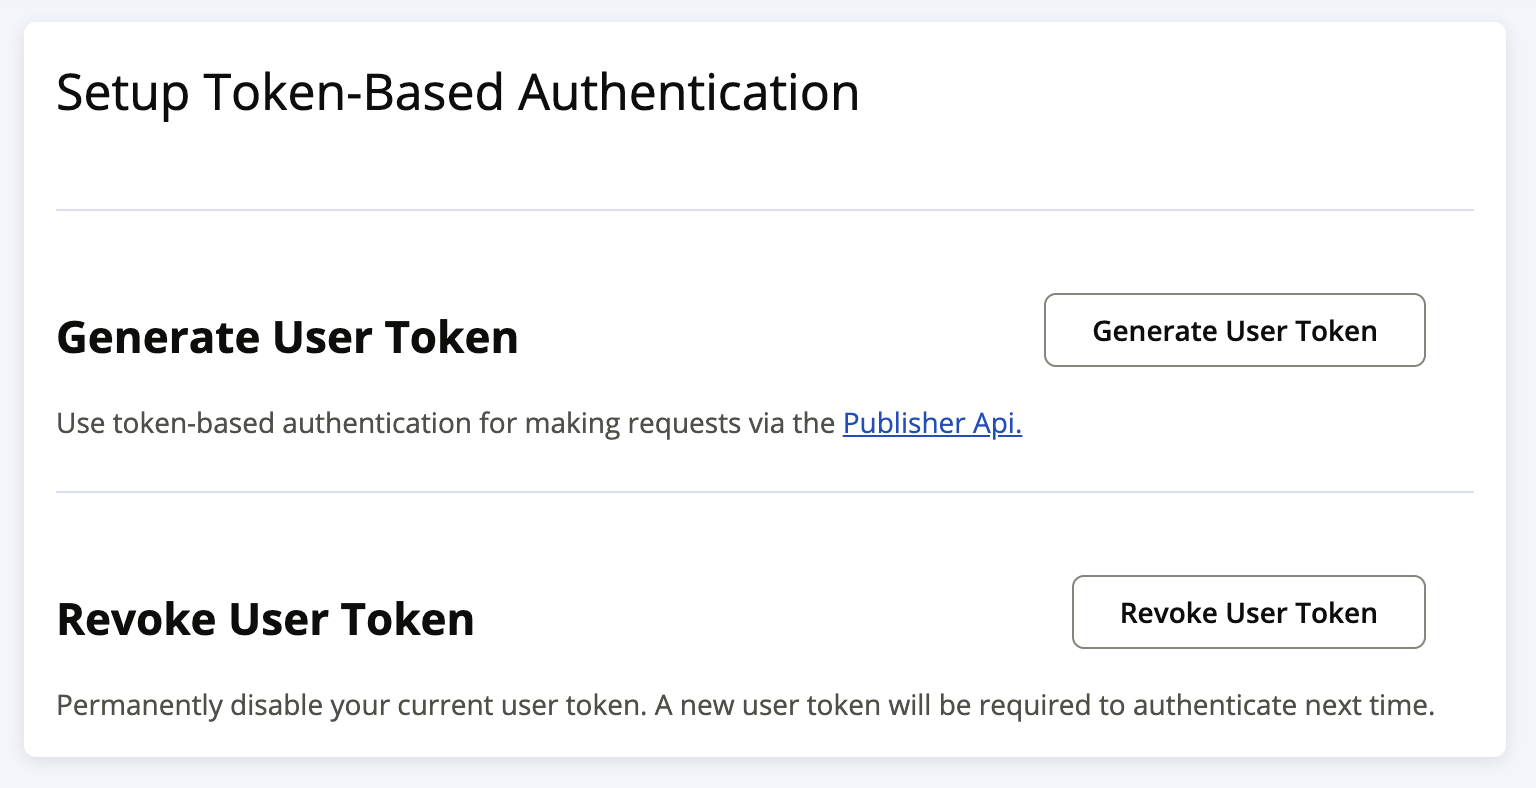 Setup Token-Based Authentication
Generate User Token
Generate User Token
Use token-based authentication for making requests via the Publisher Api.
Revoke User Token
Revoke User Token
Permanently disable your current user token. A new user token will be required to authenticate next time.